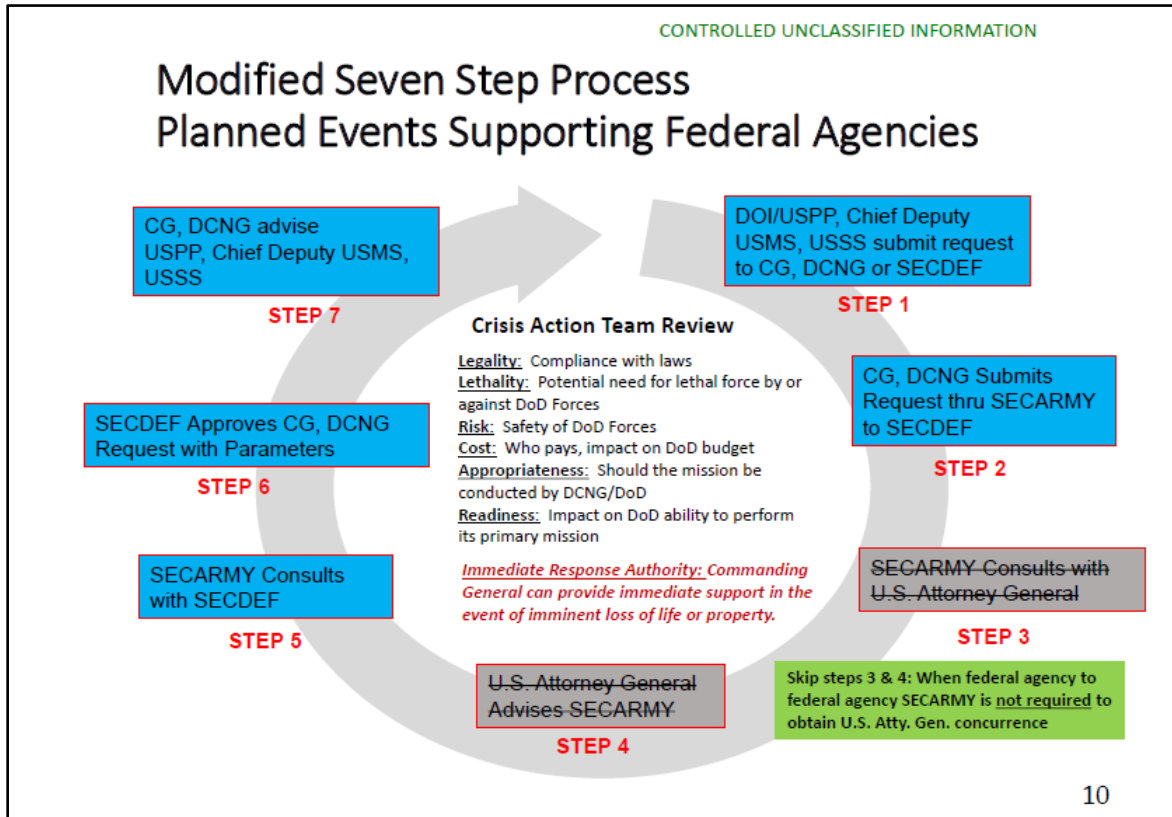 CONTROLLED UNCLASSIFIED INFORMATION
Modified Seven Step Process
Planned Events Supporting Federal Agencies
DOI/USPP, Chief Deputy
USMS, USSS submit request
to CG, DCNG or SECDEF
STEP 1
CG, DCNG Submits
Request thru SECARMY
to SECDEF
STEP 2
SECARMY Consults with
U.S. Attorney General
STEP 3
Skip steps 3 & 4: When federal agency to
federal agency SECARMY is not required to
obtain U.S. Atty. Gen. concurrence
U.S. Attorney General
Advises SECARMY
STEP 4
SECARMY Consults
with SECDEF
STEP 5
SECDEF Approves CG, DCNG
Request with Parameters
STEP 6
CG, DCNG advise
USPP, Chief Deputy USMS,
USSS
STEP 7
Crisis Action Team Review
Legality: Compliance with laws
Lethality: Potential need for lethal force by or
against DoD Forces
Risk: Safety of DoD Forces
Cost: Who pays, impact on DoD budget
Appropriateness: Should the mission be
conducted by DCNG/DoD
Readiness: Impact on DoD ability to perform
its primary mission
Immediate Response Authority: Commanding
General can provide immediate support in the
event of imminent loss of life or property.
10